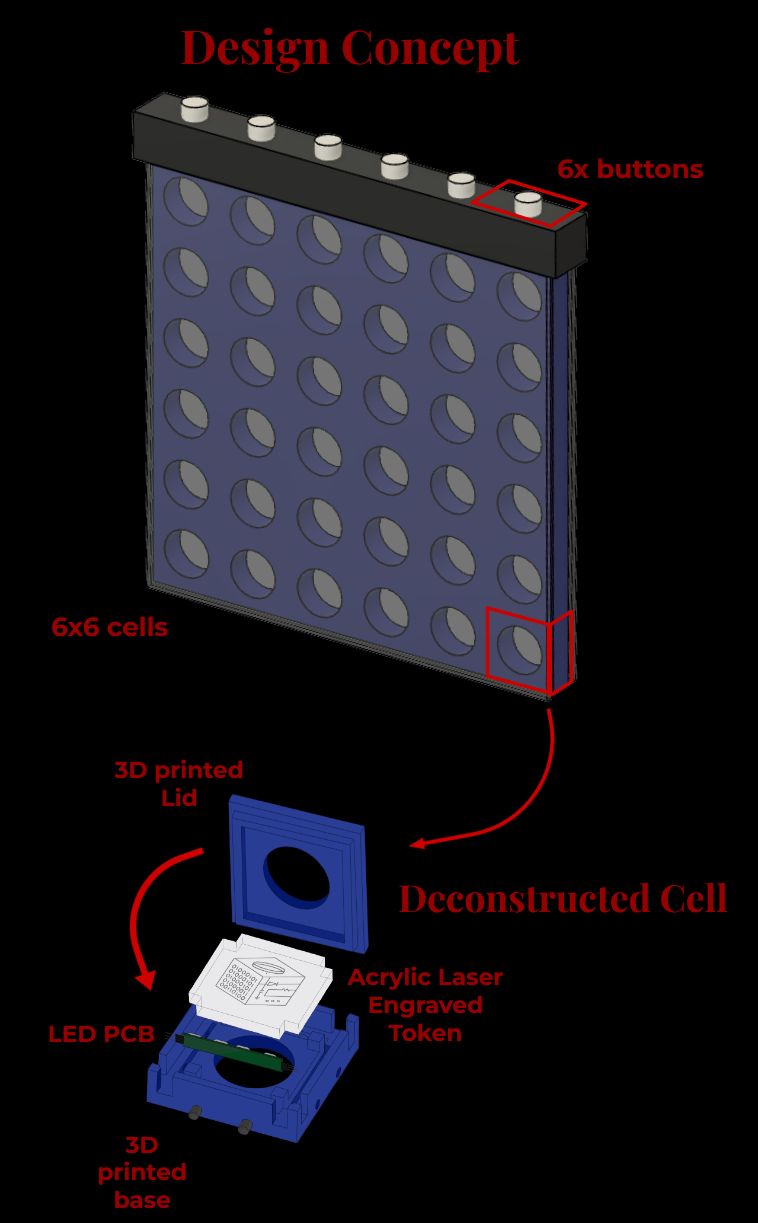 Design Concept
6x buttons
6x6 cells
3D printed
Lid
Deconstructed Cell
Acrylic Laser
Engraved
Token
LED PCB
3D
printed
base